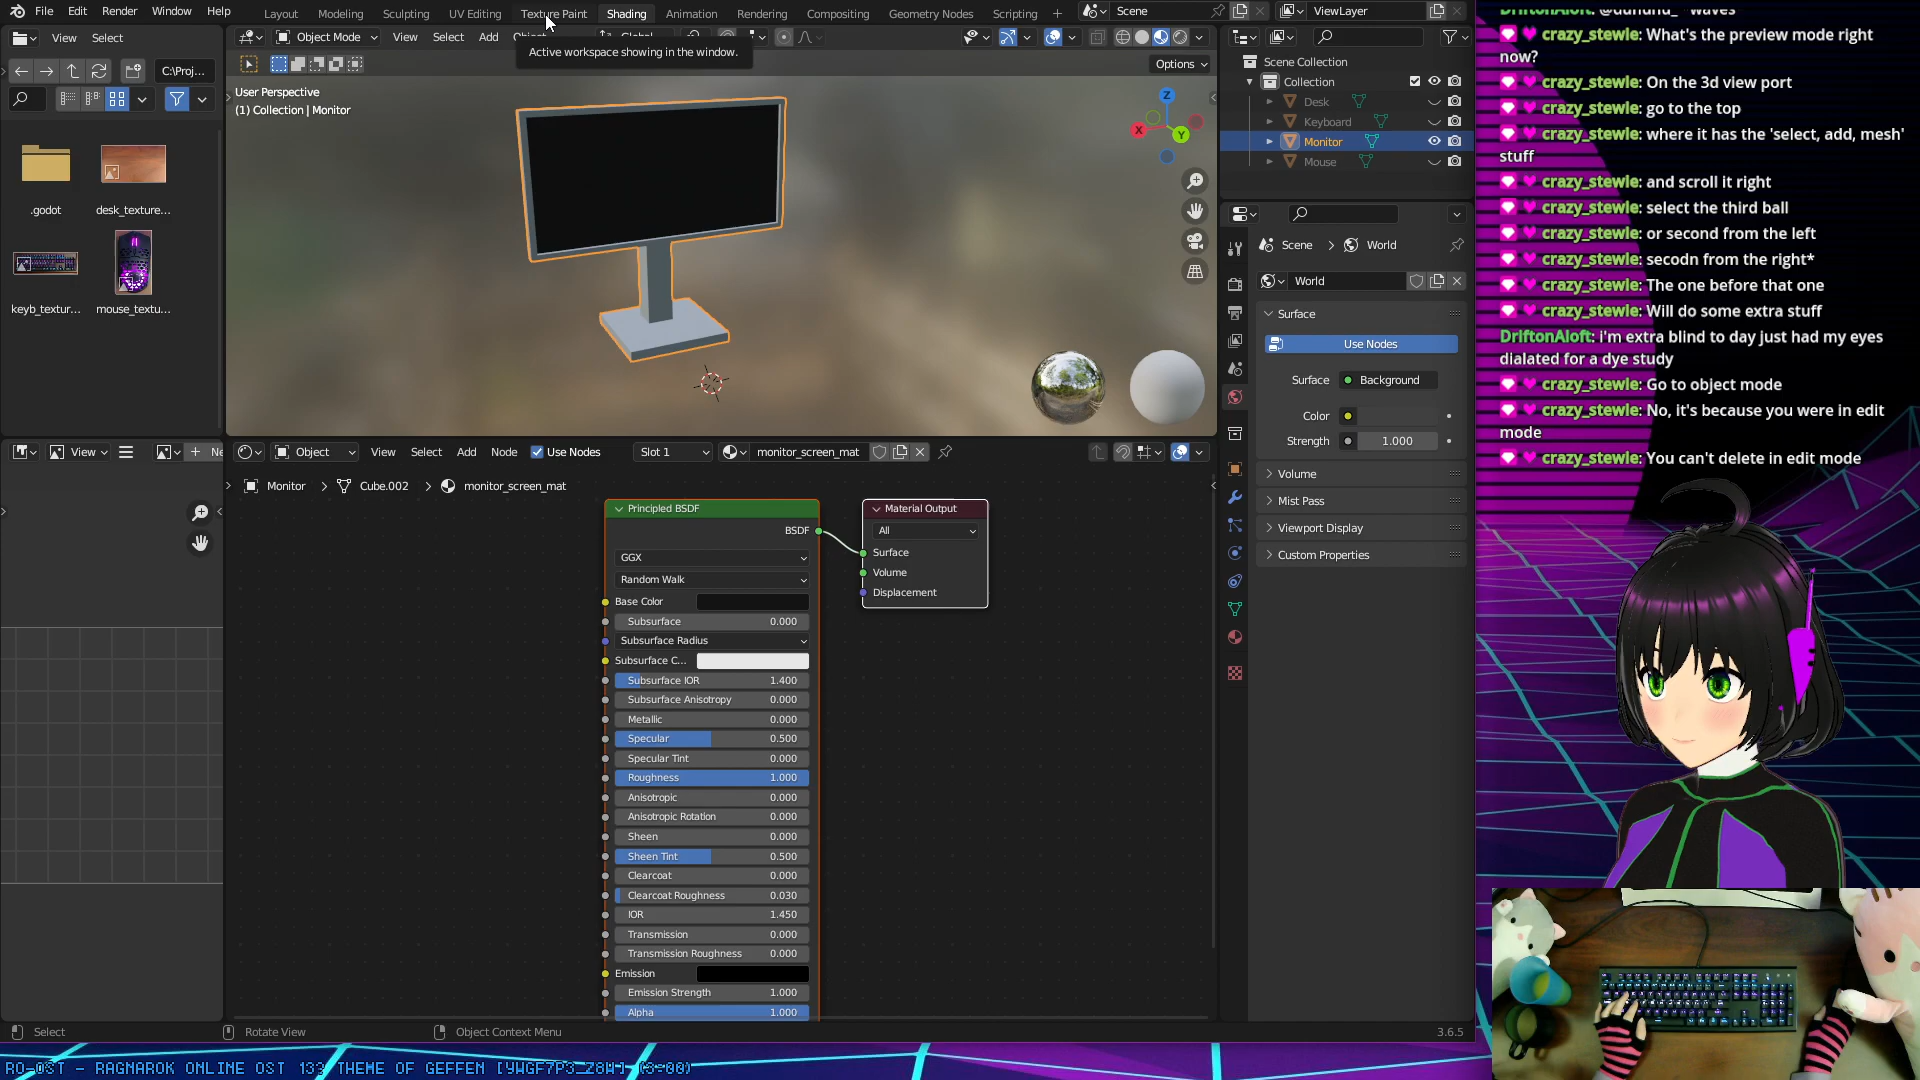 File Edit Render Window Help
Layout Modeling Sculpting UV Editing Texture Paint Shading Animation Rendering Compositing Geometry Nodes Scripting +
Scene
ViewLayer
View Select
Object Mode View Select Add
Active workspace showing in the window.
Options
C:\Proj...
User Perspective
(1) Collection | Monitor
Z
X
Y
.godot
desk_texture...
keyb_textur...
mouse_textu...
Scene Collection
Collection
Desk
Keyboard
Monitor
Mouse
Scene > World
World
Surface
Use Nodes
Surface Background
Color
Strength 1.000
Volume
Mist Pass
Viewport Display
Custom Properties
View
Ne
Object View Select Add Node Use Nodes Slot 1 monitor_screen_mat
Monitor > Cube.002 > monitor_screen_mat
Principled BSDF
BSDF
GGX
Random Walk
Base Color
Subsurface 0.000
Subsurface Radius
Subsurface C...
Subsurface IOR 1.400
Subsurface Anisotropy 0.000
Metallic 0.000
Specular 0.500
Specular Tint 0.000
Roughness 1.000
Anisotropic 0.000
Anisotropic Rotation 0.000
Sheen 0.000
Sheen Tint 0.500
Clearcoat 0.000
Clearcoat Roughness 0.030
IOR 1.450
Transmission 0.000
Transmission Roughness 0.000
Emission
Emission Strength 1.000
Alpha 1.000
Material Output
All
Surface
Volume
Displacement
Select
Rotate View
Object Context Menu
3.6.5
crazy_stewie: What's the preview mode right
now?
crazy_stewie: On the 3d view port
crazy_stewie: go to the top
crazy_stewie: where it has the 'select, add, mesh'
stuff
crazy_stewie: and scroll it right
crazy_stewie: select the third ball
crazy_stewie: or second from the left
crazy_stewie: secodn from the right*
crazy_stewie: The one before that one
crazy_stewie: Will do some extra stuff
DriftonAloft: i'm extra blind to day just had my eyes
dialated for a dye study
crazy_stewie: Go to object mode
crazy_stewie: No, it's because you were in edit
mode
crazy_stewie: You can't delete in edit mode